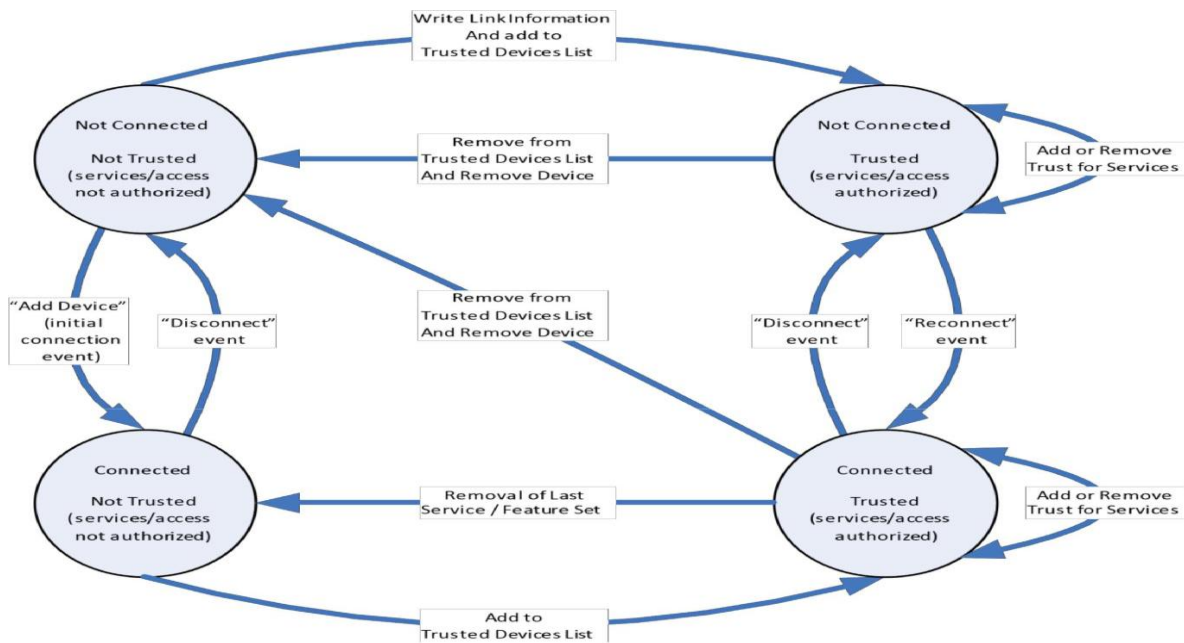 Write Link Information
And add to
Trusted Devices List
Not Connected
Not Trusted
(services/access
not authorized)
Remove from
Trusted Devices List
And Remove Device
Not Connected
Trusted
(services/access
authorized)
Add or Remove
Trust for Services
“Add Device”
(initial
connection
event)
“Disconnect”
event
Remove from
Trusted Devices List
And Remove Device
“Disconnect”
event
“Reconnect”
event
Connected
Not Trusted
(services/access
not authorized)
Removal of Last
Service / Feature Set
Connected
Trusted
(services/access
authorized)
Add or Remove
Trust for Services
Add to
Trusted Devices List